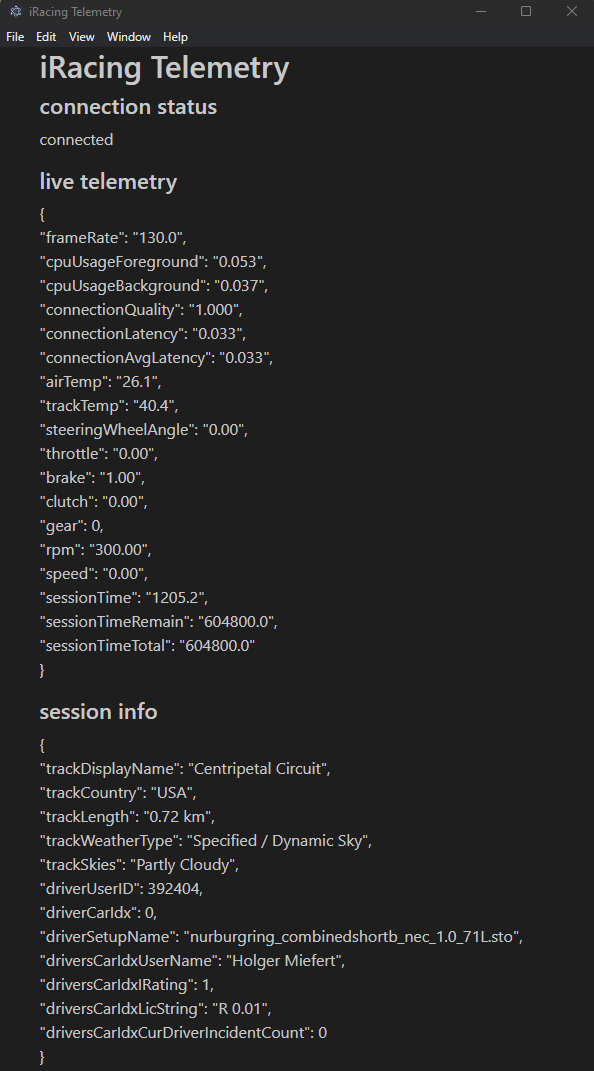 iRacing Telemetry
File Edit View Window Help
iRacing Telemetry
connection status
connected
live telemetry
{
"frameRate": "130.0",
"cpuUsageForeground": "0.053",
"cpuUsageBackground": "0.037",
"connectionQuality": "1.000",
"connectionLatency": "0.033",
"connectionAvgLatency": "0.033",
"airTemp": "26.1",
"trackTemp": "40.4",
"steeringWheelAngle": "0.00",
"throttle": "0.00",
"brake": "1.00",
"clutch": "0.00",
"gear": 0,
"rpm": "300.00",
"speed": "0.00",
"sessionTime": "1205.2",
"sessionTimeRemain": "604800.0",
"sessionTimeTotal": "604800.0"
}
session info
{
"trackDisplayName": "Centripetal Circuit",
"trackCountry": "USA",
"trackLength": "0.72 km",
"trackWeatherType": "Specified / Dynamic Sky",
"trackSkies": "Partly Cloudy",
"driverUserID": 392404,
"driverCarIdx": 0,
"driverSetupName": "nurburgring_combinedshortb_nec_1.0_71L.sto",
"driversCarIdxUserName": "Holger Miefert",
"driversCarIdxIRating": 1,
"driversCarIdxLicString": "R 0.01",
"driversCarIdxCurDriverIncidentCount": 0
}